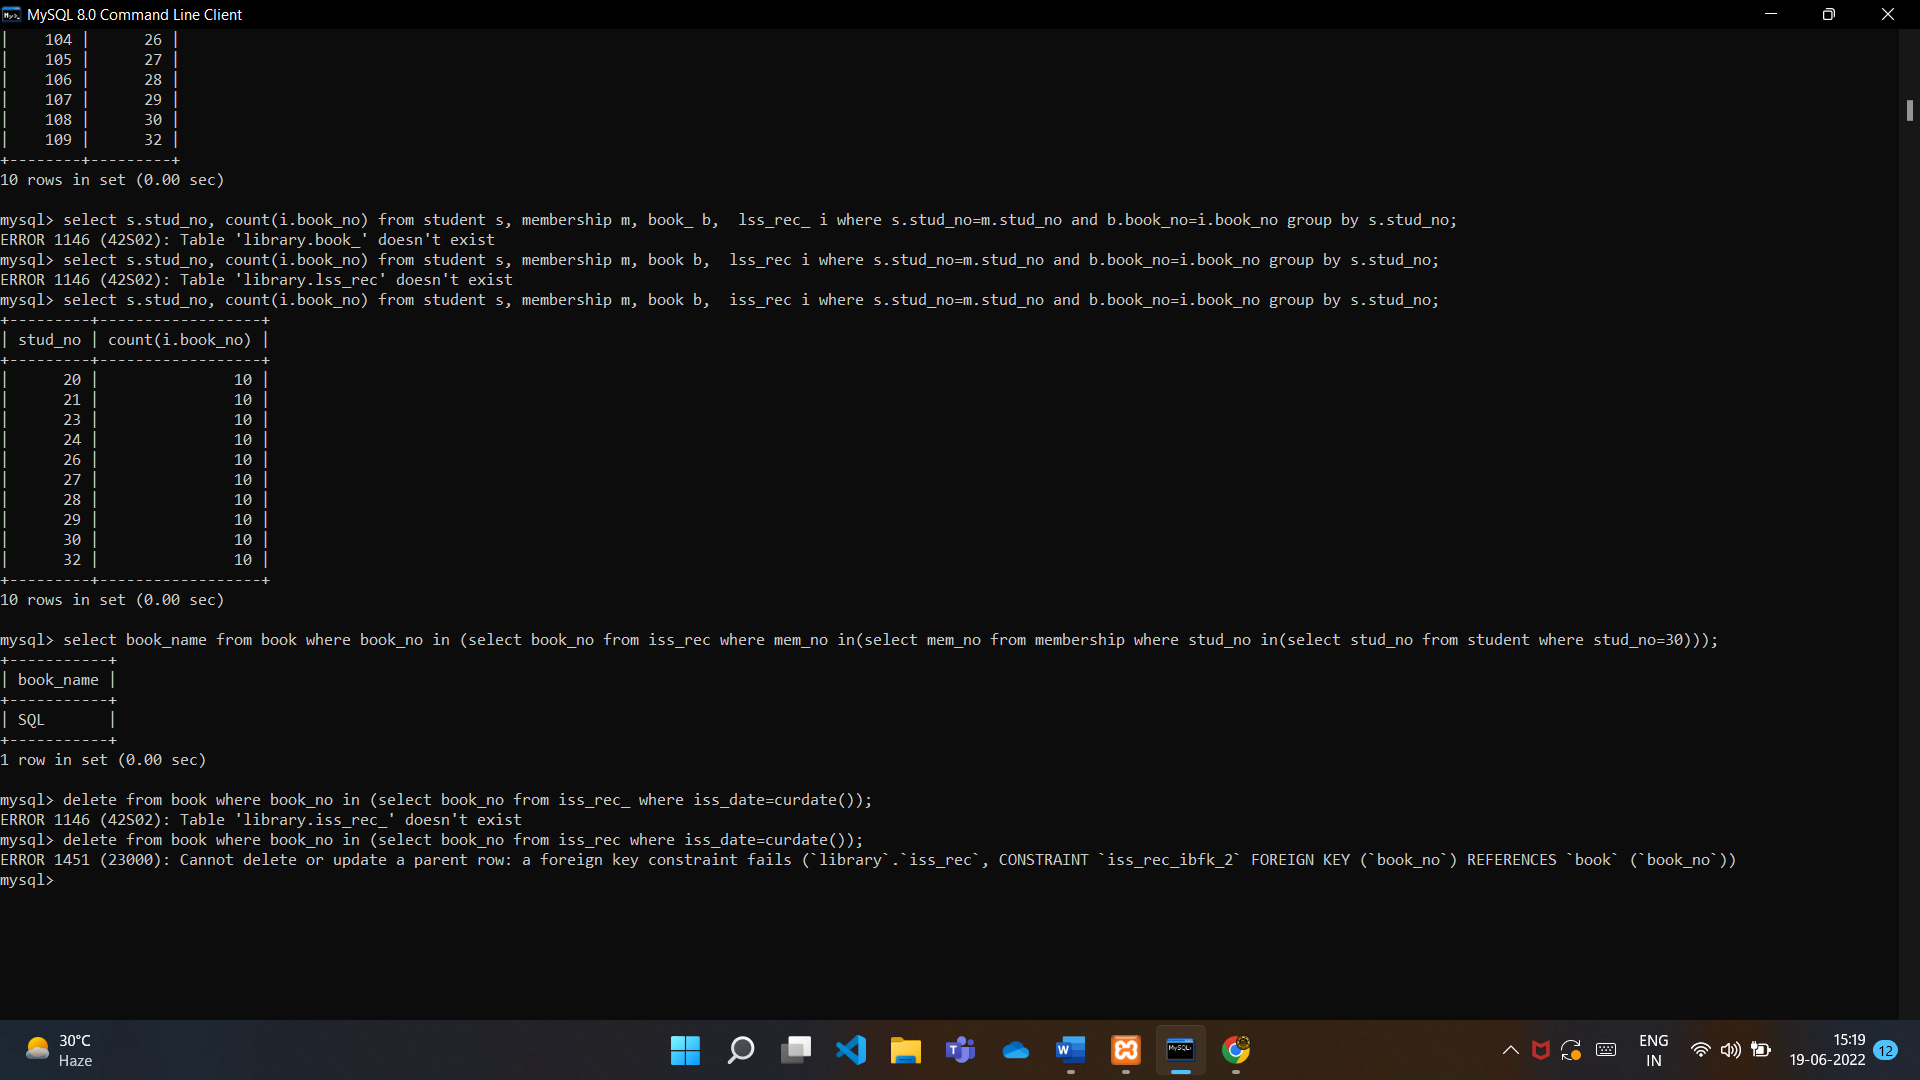 MySQL 8.0 Command Line Client
|    104 |      26 |
|    105 |      27 |
|    106 |      28 |
|    107 |      29 |
|    108 |      30 |
|    109 |      32 |
+--------+---------+
10 rows in set (0.00 sec)
mysql> select s.stud_no, count(i.book_no) from student s, membership m, book_ b,  lss_rec_ i where s.stud_no=m.stud_no and b.book_no=i.book_no group by s.stud_no;
ERROR 1146 (42S02): Table 'library.book_' doesn't exist
mysql> select s.stud_no, count(i.book_no) from student s, membership m, book b,  lss_rec i where s.stud_no=m.stud_no and b.book_no=i.book_no group by s.stud_no;
ERROR 1146 (42S02): Table 'library.lss_rec' doesn't exist
mysql> select s.stud_no, count(i.book_no) from student s, membership m, book b,  iss_rec i where s.stud_no=m.stud_no and b.book_no=i.book_no group by s.stud_no;
+---------+------------------+
| stud_no | count(i.book_no) |
+---------+------------------+
|      20 |               10 |
|      21 |               10 |
|      23 |               10 |
|      24 |               10 |
|      26 |               10 |
|      27 |               10 |
|      28 |               10 |
|      29 |               10 |
|      30 |               10 |
|      32 |               10 |
+---------+------------------+
10 rows in set (0.00 sec)
mysql> select book_name from book where book_no in (select book_no from iss_rec where mem_no in(select mem_no from membership where stud_no in(select stud_no from student where stud_no=30)));
+-----------+
| book_name |
+-----------+
| SQL       |
+-----------+
1 row in set (0.00 sec)
mysql> delete from book where book_no in (select book_no from iss_rec_ where iss_date=curdate());
ERROR 1146 (42S02): Table 'library.iss_rec_' doesn't exist
mysql> delete from book where book_no in (select book_no from iss_rec where iss_date=curdate());
ERROR 1451 (23000): Cannot delete or update a parent row: a foreign key constraint fails (`library`.`iss_rec`, CONSTRAINT `iss_rec_ibfk_2` FOREIGN KEY (`book_no`) REFERENCES `book` (`book_no`))
mysql>
30°C
Haze
ENG
IN
15:19
19-06-2022
12